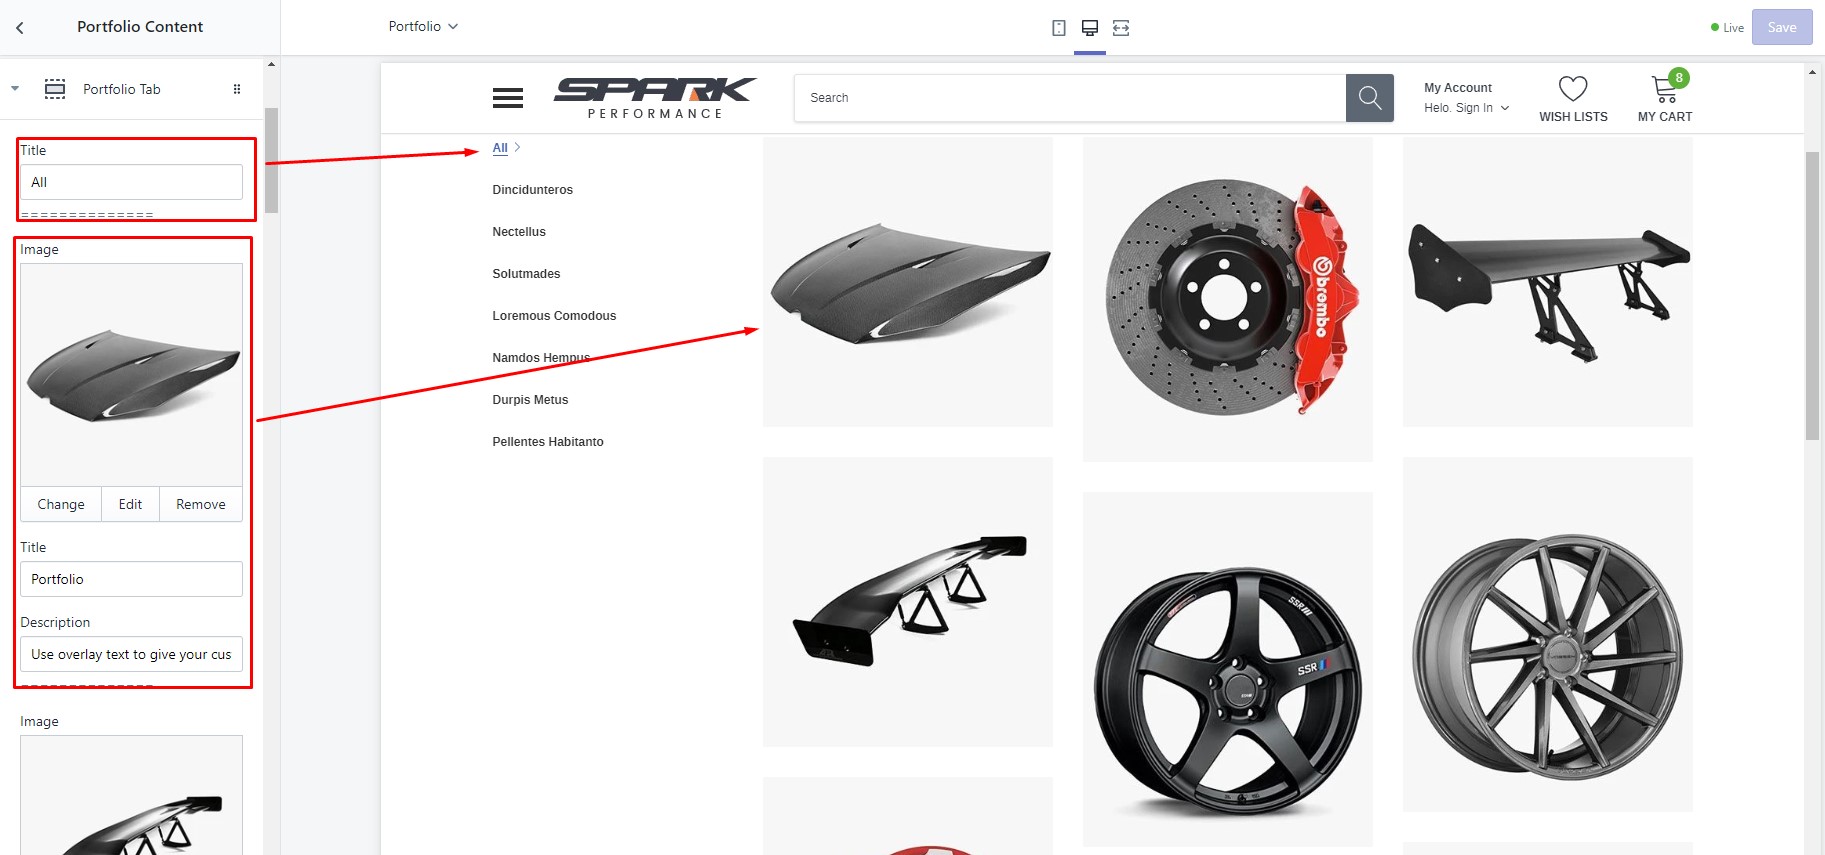 Portfolio Content
Portfolio
Live
Save
Portfolio Tab
Title
All
==============
Image
Change
Edit
Remove
Title
Portfolio
Description
Use overlay text to give your cus
==============
Image
SPARK
PERFORMANCE
Search
My Account
Helo. Sign In
WISH LISTS
8
MY CART
All
Dincidunteros
Nectellus
Solutmades
Loremous Comodous
Namdos Hempus
Durpis Metus
Pellentes Habitanto
brembo
SSR
SSR